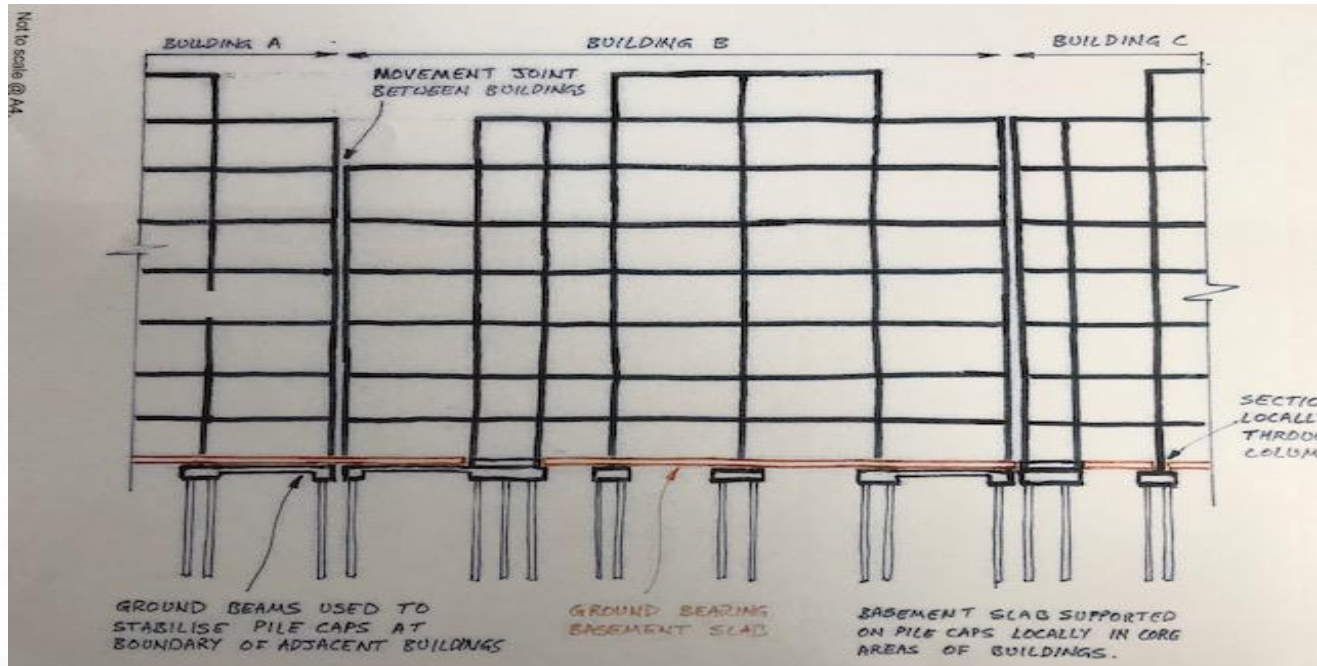 Not to scale @ A4.
BUILDING A
BUILDING B
BUILDING C
MOVEMENT JOINT
BETWEEN BUILDINGS
SECTIO
LOCALL
THROU
COLUM
GROUND BEAMS USED TO
STABILISE PILE CAPS AT
BOUNDARY OF ADJACENT BUILDINGS
GROUND BEARING
BASEMENT SLAB
BASEMENT SLAB SUPPORTED
ON PILE CAPS LOCALLY IN CORE
AREAS OF BUILDINGS.